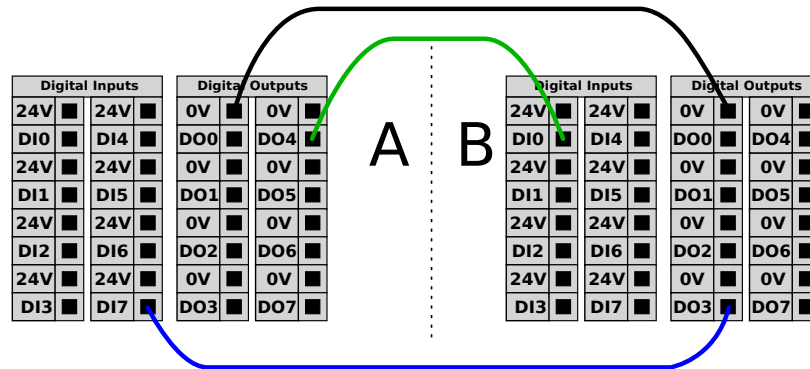 Digital Inputs Digital Outputs Digital Inputs Digital Outputs
24V 24V 0V 0V 24V 24V 0V 0V
DI0 DI4 DO0 DO4 A B DI0 DI4 DO0 DO4
24V 24V 0V 0V 24V 24V 0V 0V
DI1 DI5 DO1 DO5 DI1 DI5 DO1 DO5
24V 24V 0V 0V 24V 24V 0V 0V
DI2 DI6 DO2 DO6 DI2 DI6 DO2 DO6
24V 24V 0V 0V 24V 24V 0V 0V
DI3 DI7 DO3 DO7 DI3 DI7 DO3 DO7